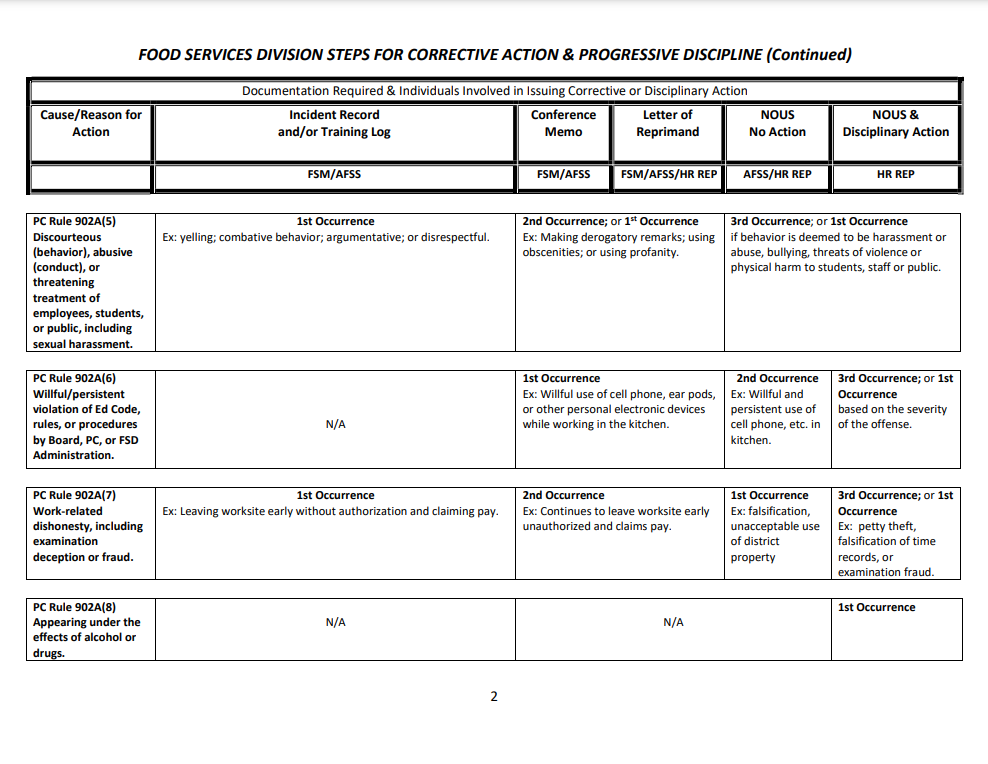 FOOD SERVICES DIVISION STEPS FOR CORRECTIVE ACTION & PROGRESSIVE DISCIPLINE (Continued)
Documentation Required & Individuals Involved in Issuing Corrective or Disciplinary Action
Cause/Reason for
Action
Incident Record
and/or Training Log
Conference
Memo
Letter of
Reprimand
NOUS
No Action
NOUS &
Disciplinary Action
FSM/AFSS
FSM/AFSS
FSM/AFSS/HR REP
AFSS/HR REP
HR REP
PC Rule 902A(5)
Discourteous
(behavior), abusive
(conduct), or
threatening
treatment of
employees, students,
or public, including
sexual harassment.
1st Occurrence
Ex: yelling; combative behavior; argumentative; or disrespectful.
2nd Occurrence; or 1st Occurrence
Ex: Making derogatory remarks; using
obscenities; or using profanity.
3rd Occurrence; or 1st Occurrence
if behavior is deemed to be harassment or
abuse, bullying, threats of violence or
physical harm to students, staff or public.
PC Rule 902A(6)
Willful/persistent
violation of Ed Code,
rules, or procedures
by Board, PC, or FSD
Administration.
N/A
1st Occurrence
Ex: Willful use of cell phone, ear pods,
or other personal electronic devices
while working in the kitchen.
2nd Occurrence
Ex: Willful and
persistent use of
cell phone, etc. in
kitchen.
3rd Occurrence; or 1st
Occurrence
based on the severity
of the offense.
PC Rule 902A(7)
Work-related
dishonesty, including
examination
deception or fraud.
1st Occurrence
Ex: Leaving worksite early without authorization and claiming pay.
2nd Occurrence
Ex: Continues to leave worksite early
unauthorized and claims pay.
1st Occurrence
Ex: falsification,
unacceptable use
of district
property
3rd Occurrence; or 1st
Occurrence
Ex: petty theft,
falsification of time
records, or
examination fraud.
PC Rule 902A(8)
Appearing under the
effects of alcohol or
drugs.
N/A
N/A
1st Occurrence
2